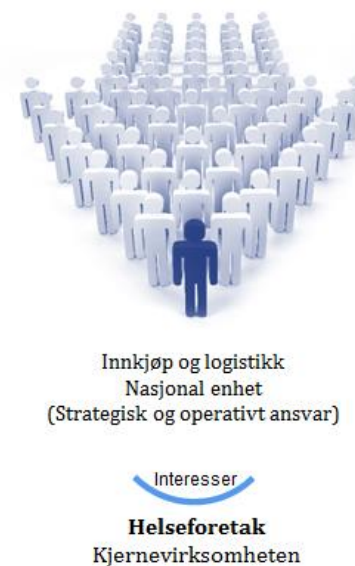 Innkjøp og logistikk
Nasjonal enhet
(Strategisk og operativt ansvar)
Interesser
Helseforetak
Kjernevirksomheten